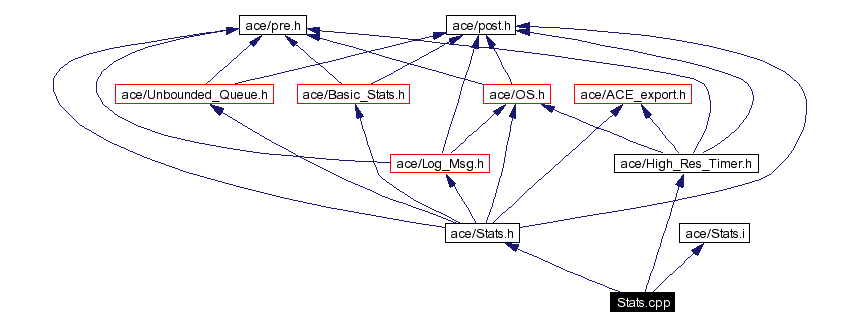 ace/pre.h
ace/post.h
ace/Unbounded_Queue.h
ace/Basic_Stats.h
ace/OS.h
ace/ACE_export.h
ace/Log_Msg.h
ace/High_Res_Timer.h
ace/Stats.h
ace/Stats.i
Stats.cpp